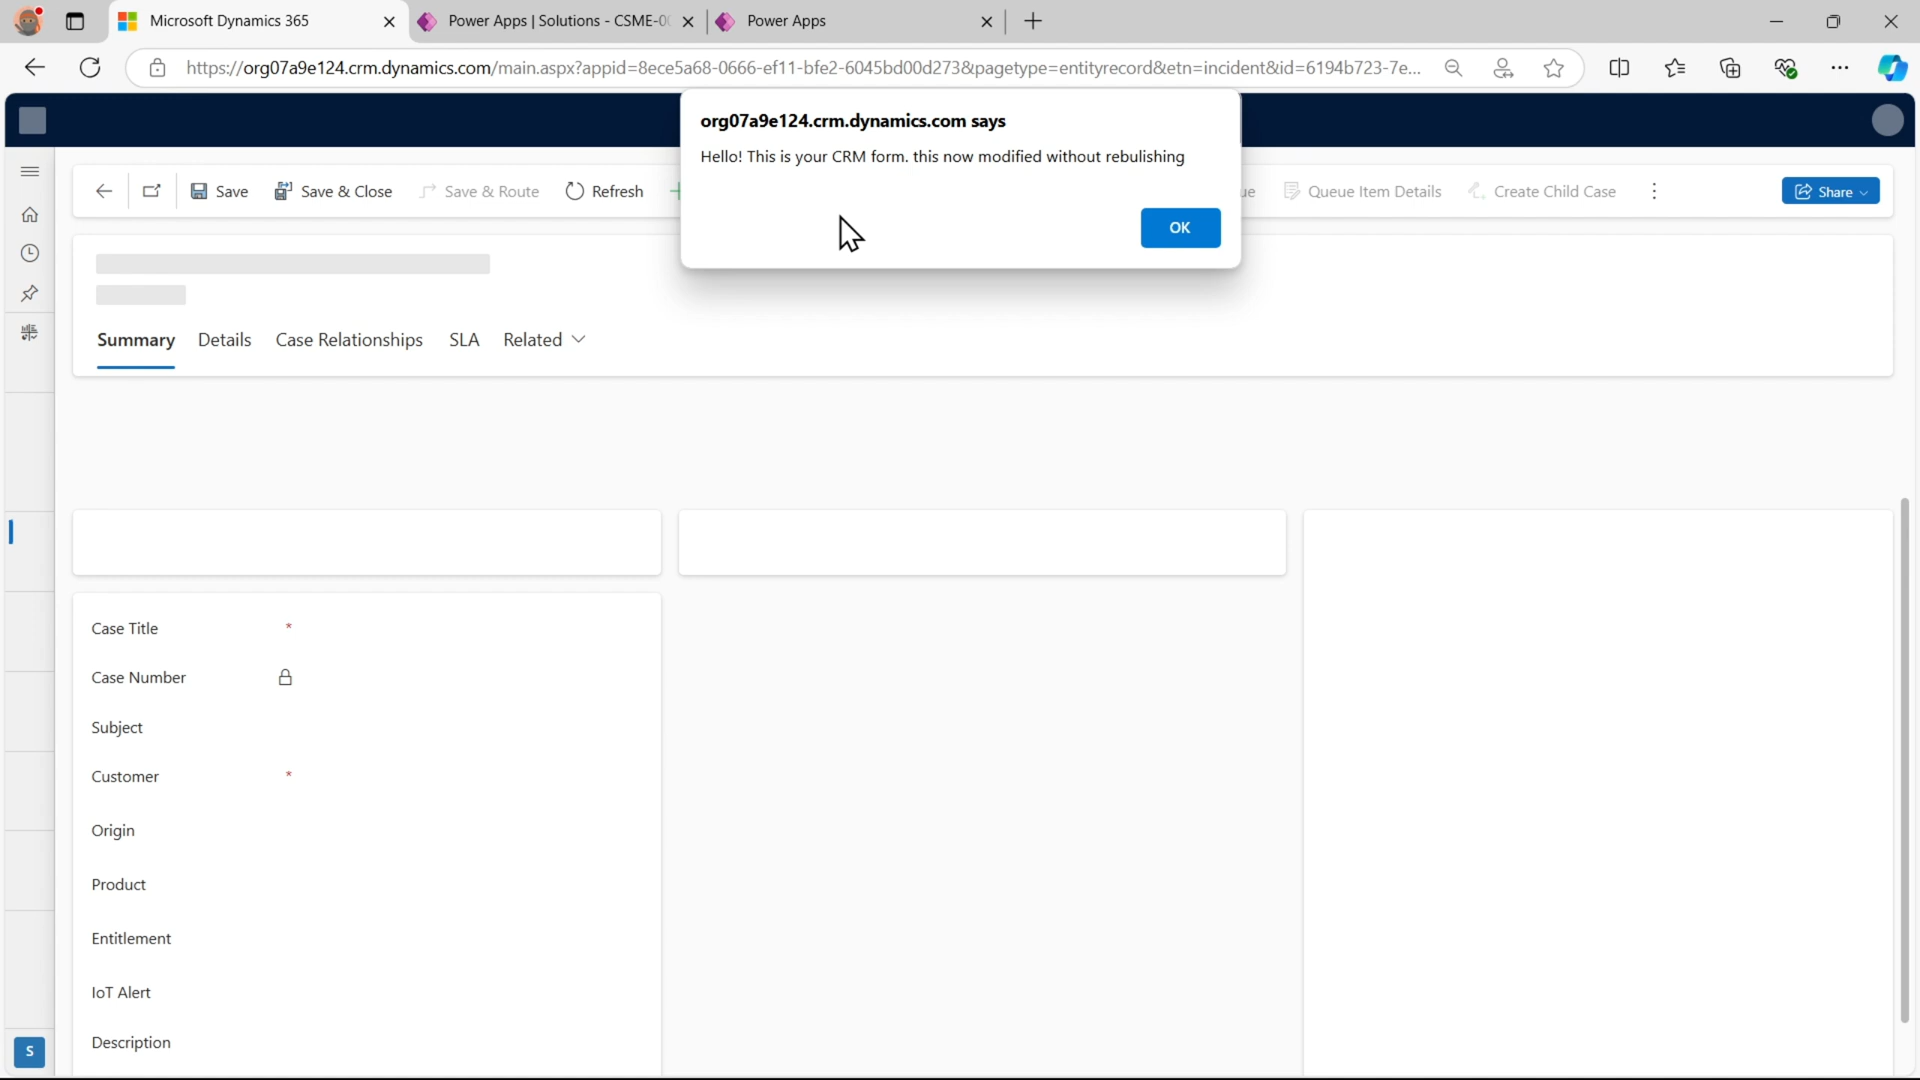 Microsoft Dynamics 365
Power Apps | Solutions - CSME-00
Power Apps
https://org07a9e124.crm.dynamics.com/main.aspx?appid=8ece5a68-0666-ef11-bfe2-6045bd00d273&pagetype=entityrecord&etn=incident&id=6194b723-7e...
org07a9e124.crm.dynamics.com says
Hello! This is your CRM form. this now modified without rebulishing
OK
Save
Save & Close
Save & Route
Refresh
ue
Queue Item Details
Create Child Case
Share
Summary
Details
Case Relationships
SLA
Related
Case Title *
Case Number
Subject
Customer *
Origin
Product
Entitlement
IoT Alert
Description
S